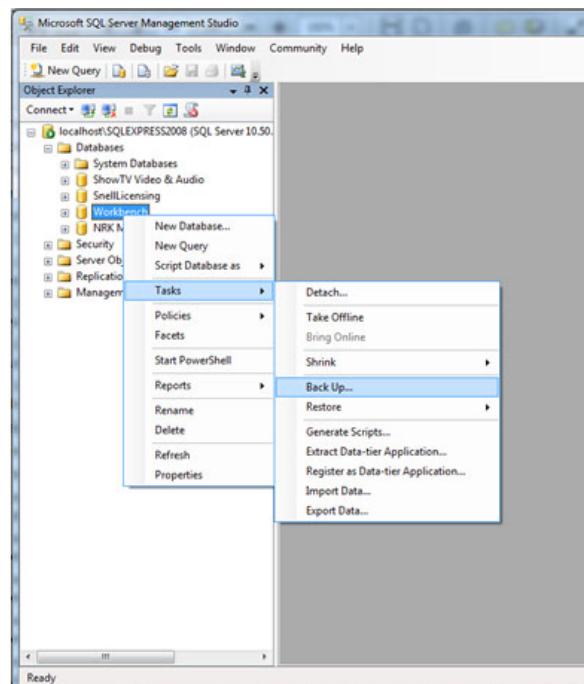 Microsoft SQL Server Management Studio
File Edit View Debug Tools Window Community Help
New Query
Object Explorer
Connect
localhost\SQLEXPRESS2008 (SQL Server 10.50.
Databases
System Databases
ShowTV Video & Audio
SnellLicensing
Workbench
NRK M
Security
Server Ob
Replicatio
Managem
New Database...
New Query
Script Database as
Tasks
Policies
Facets
Start PowerShell
Reports
Rename
Delete
Refresh
Properties
Detach...
Take Offline
Bring Online
Shrink
Back Up...
Restore
Generate Scripts...
Extract Data-tier Application...
Register as Data-tier Application...
Import Data...
Export Data...
Ready